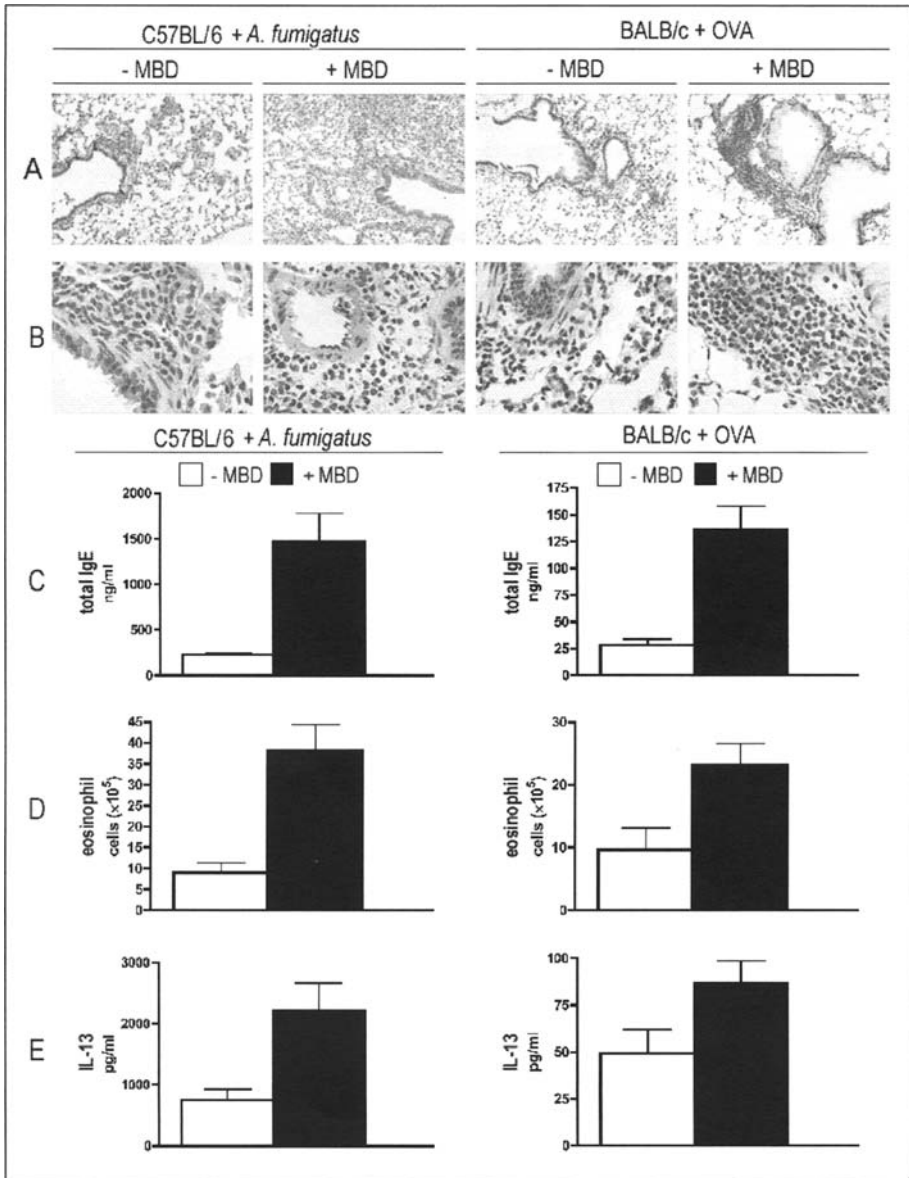 C57BL/6 + A. fumigatus BALB/c + OVA
- MBD + MBD - MBD + MBD
A
B
C57BL/6 + A. fumigatus BALB/c + OVA
- MBD + MBD - MBD + MBD
C
total IgE
ng/ml
2000
1500
1000
500
0
total IgE
ng/ml
175
150
125
100
75
50
25
0
D
eosinophil
cells (×10⁵)
45
40
35
30
25
20
15
10
5
0
eosinophil
cells (×10⁵)
30
20
10
0
E
IL-13
pg/ml
3000
2000
1000
0
IL-13
pg/ml
100
75
50
25
0